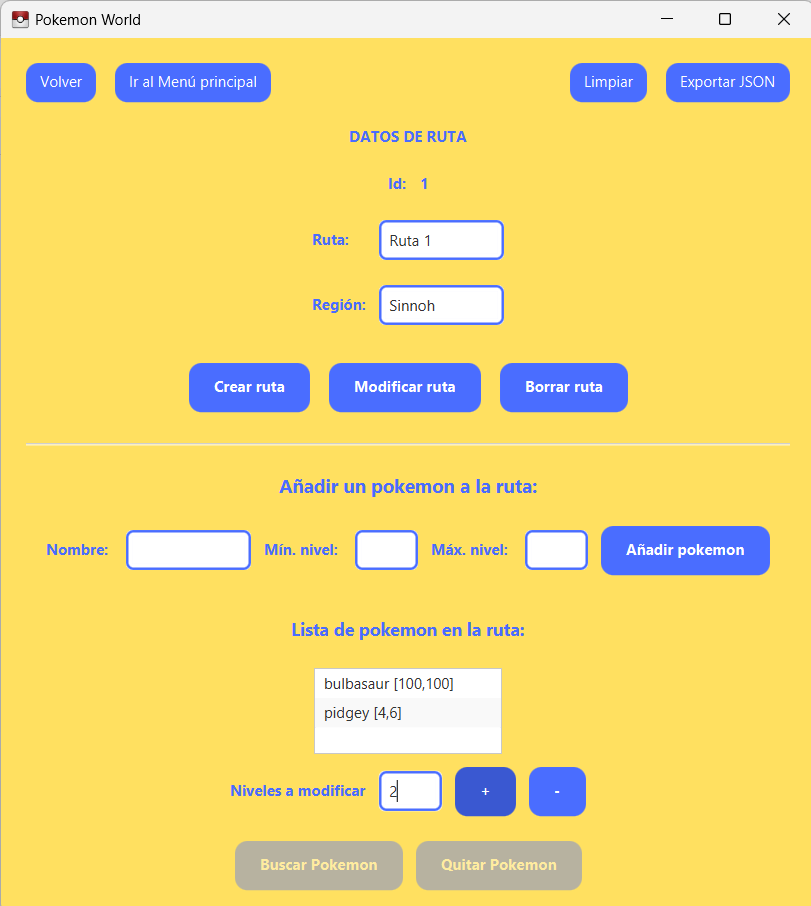 Pokemon World
Volver
Ir al Menú principal
Limpiar
Exportar JSON
DATOS DE RUTA
Id: 1
Ruta: Ruta 1
Región: Sinnoh
Crear ruta
Modificar ruta
Borrar ruta
Añadir un pokemon a la ruta:
Nombre:
Mín. nivel:
Máx. nivel:
Añadir pokemon
Lista de pokemon en la ruta:
bulbasaur [100,100]
pidgey [4,6]
Niveles a modificar 2 + -
Buscar Pokemon
Quitar Pokemon